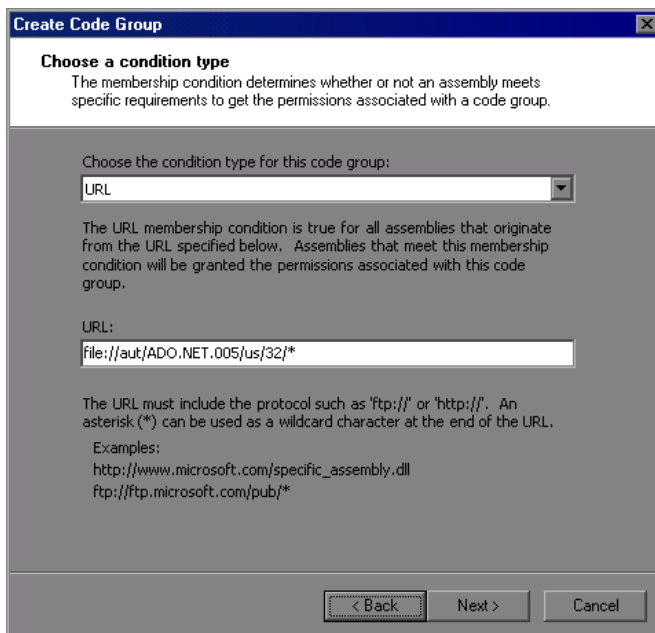 Create Code Group
Choose a condition type
The membership condition determines whether or not an assembly meets
specific requirements to get the permissions associated with a code group.
Choose the condition type for this code group:
URL
The URL membership condition is true for all assemblies that originate
from the URL specified below.  Assemblies that meet this membership
condition will be granted the permissions associated with this code
group.
URL:
file://aut/ADO.NET.005/us/32/*
The URL must include the protocol such as 'ftp://' or 'http://'.  An
asterisk (*) can be used as a wildcard character at the end of the URL.
Examples:
http://www.microsoft.com/specific_assembly.dll
ftp://ftp.microsoft.com/pub/*
< Back
Next >
Cancel